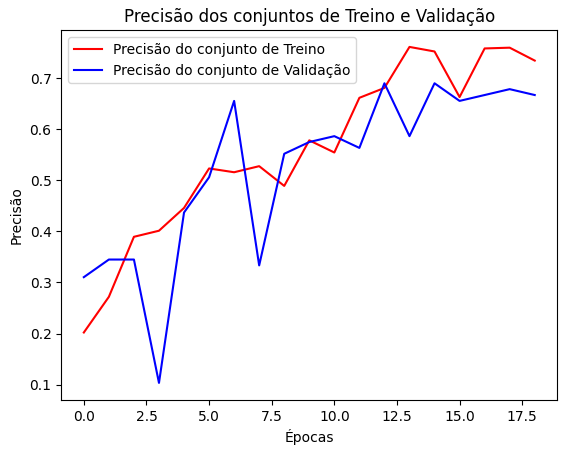 Precisão dos conjuntos de Treino e Validação
Precisão do conjunto de Treino
Precisão do conjunto de Validação
Precisão
0.7
0.6
0.5
0.4
0.3
0.2
0.1
0.0 2.5 5.0 7.5 10.0 12.5 15.0 17.5
Épocas